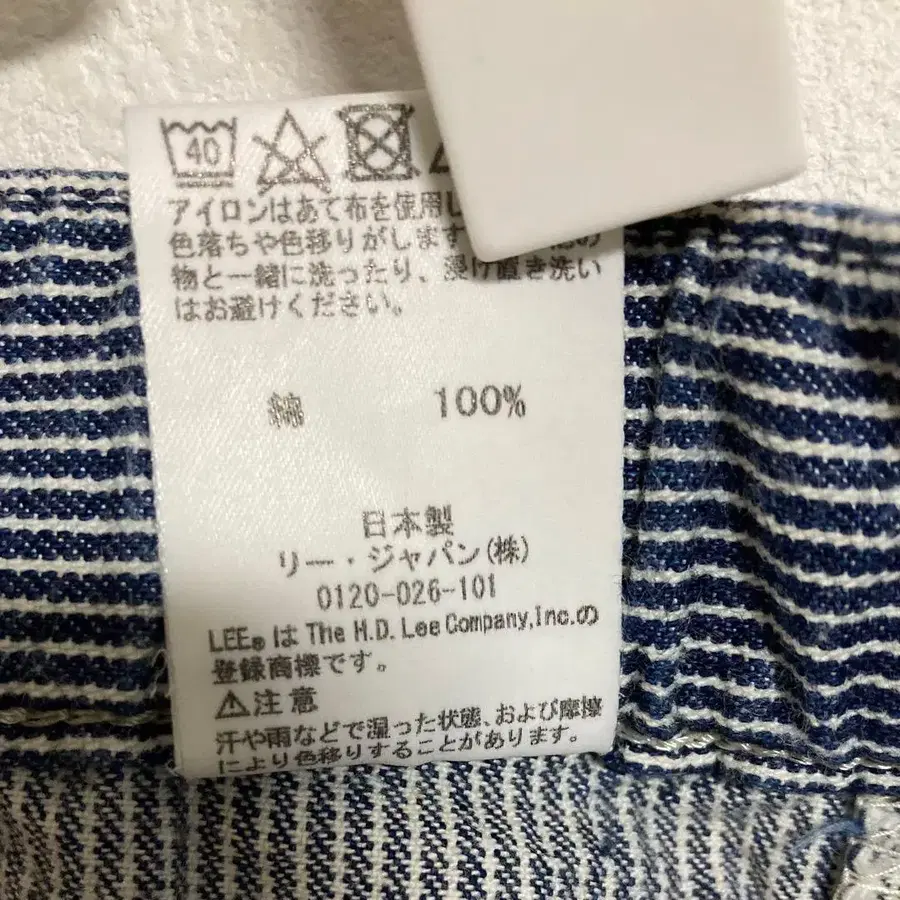 40
アイロンはあて布を使用し
色落ちや色移りがします
物と一緒に洗ったり、浸け置き洗い
はお避けください。
綿 100%
日本製
リー・ジャパン(株)
0120-026-101
LEE®は The H.D. Lee Company,Inc.の
登録商標です。
⚠注意
汗や雨などで湿った状態、および摩擦
により色移りすることがあります。